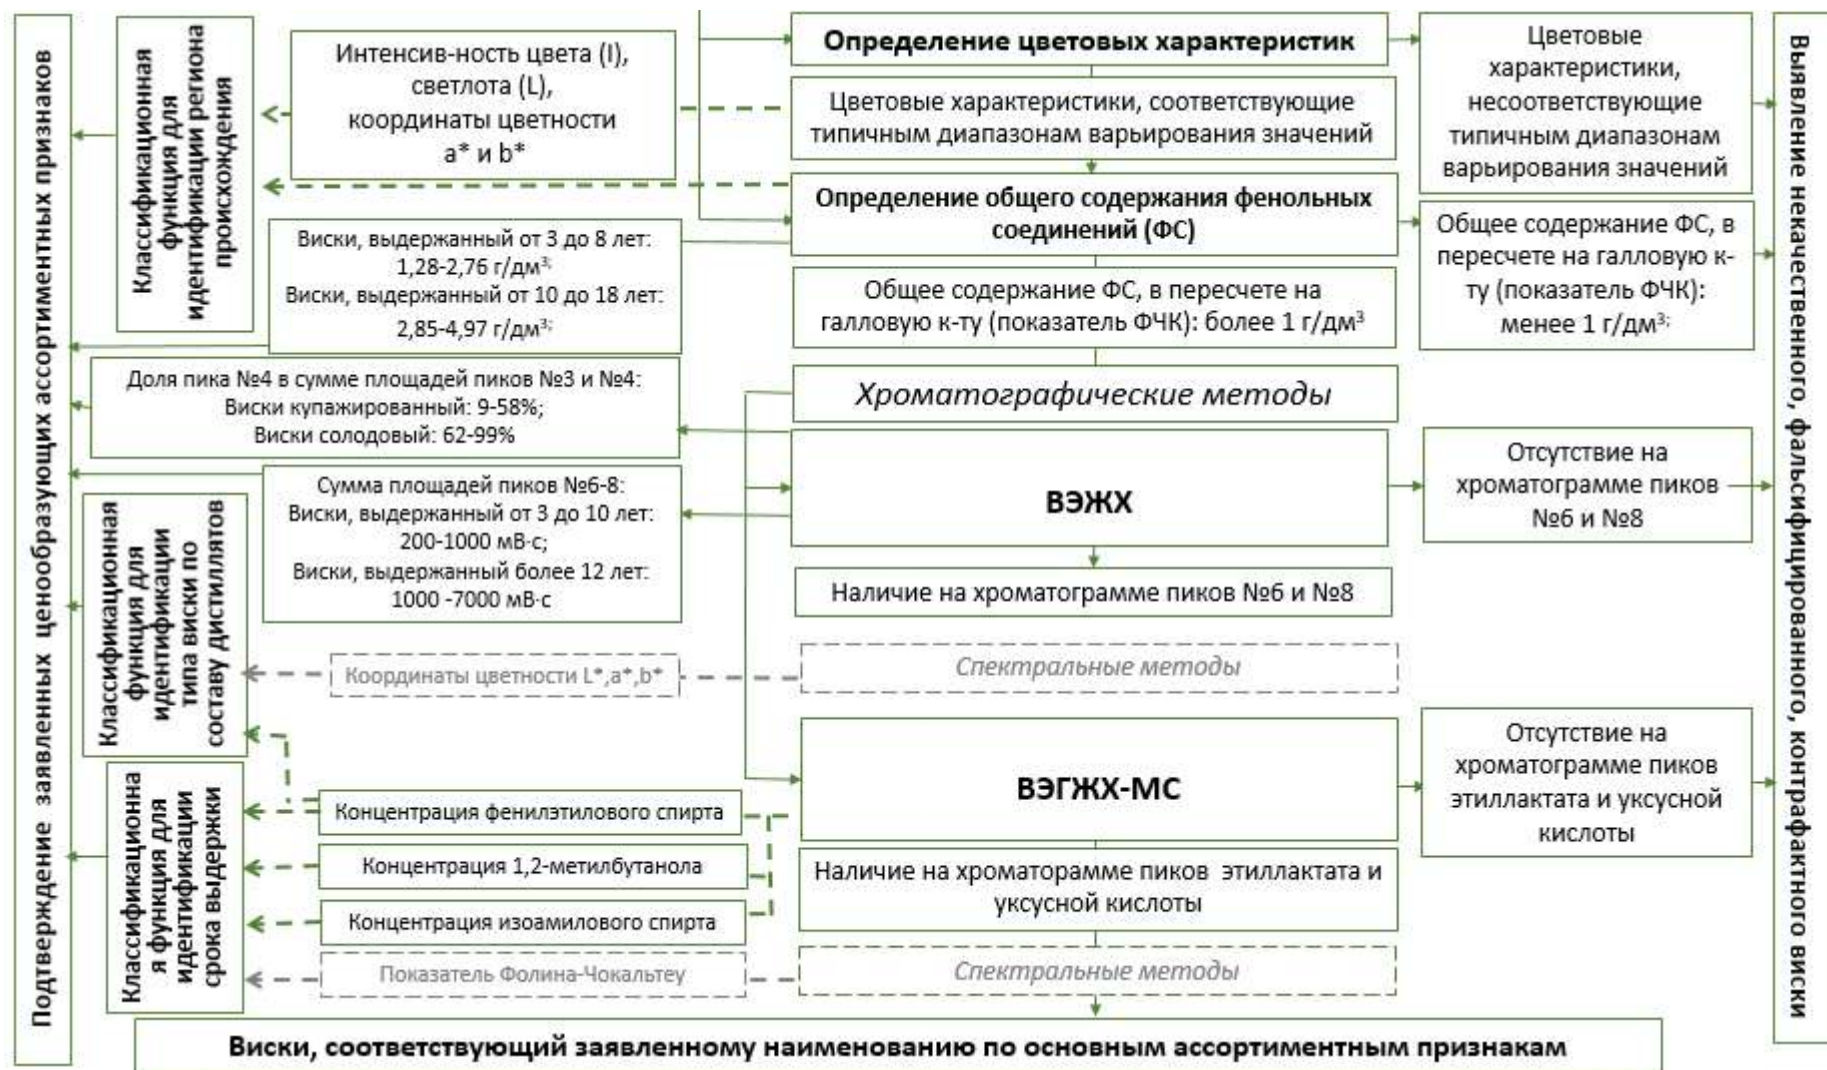 Подтверждение заявленных ценообразующих ассортиментных признаков
Классификационная
функция для
идентификации региона
происхождения
Интенсив-ность цвета (I),
светлота (L),
координаты цветности
a* и b*
Определение цветовых характеристик
Цветовые характеристики, соответствующие
типичным диапазонам варьирования значений
Цветовые
характеристики,
несоответствующие
типичным диапазонам
варьирования значений
Выявление некачественного, фальсифицированного, контрафактного виски
Определение общего содержания фенольных
соединений (ФС)
Виски, выдержанный от 3 до 8 лет:
1,28-2,76 г/дм³;
Виски, выдержанный от 10 до 18 лет:
2,85-4,97 г/дм³;
Общее содержание ФС, в пересчете на
галловую к-ту (показатель ФЧК): более 1 г/дм³
Общее содержание ФС, в
пересчете на галловую к-
ту (показатель ФЧК):
менее 1 г/дм³;
Доля пика №4 в сумме площадей пиков №3 и №4:
Виски купажированный: 9-58%;
Виски солодовый: 62-99%
Хроматографические методы
Сумма площадей пиков №6-8:
Виски, выдержанный от 3 до 10 лет:
200-1000 мВ·с;
Виски, выдержанный более 12 лет:
1000 -7000 мВ·с
ВЭЖХ
Отсутствие на
хроматограмме пиков
№6 и №8
Наличие на хроматограмме пиков №6 и №8
Классификационная
функция для
идентификации
типа виски по
составу дистиллятов
Координаты цветности L*,a*,b*
Спектральные методы
Классификационна
я функция для
идентификации
срока выдержки
Концентрация фенилэтилового спирта
Концентрация 1,2-метилбутанола
Концентрация изоамилового спирта
Показатель Фолина-Чокальтеу
ВЭГЖХ-МС
Отсутствие на
хроматограмме пиков
этиллактата и уксусной
кислоты
Наличие на хроматорамме пиков этиллактата и
уксусной кислоты
Спектральные методы
Виски, соответствующий заявленному наименованию по основным ассортиментным признакам